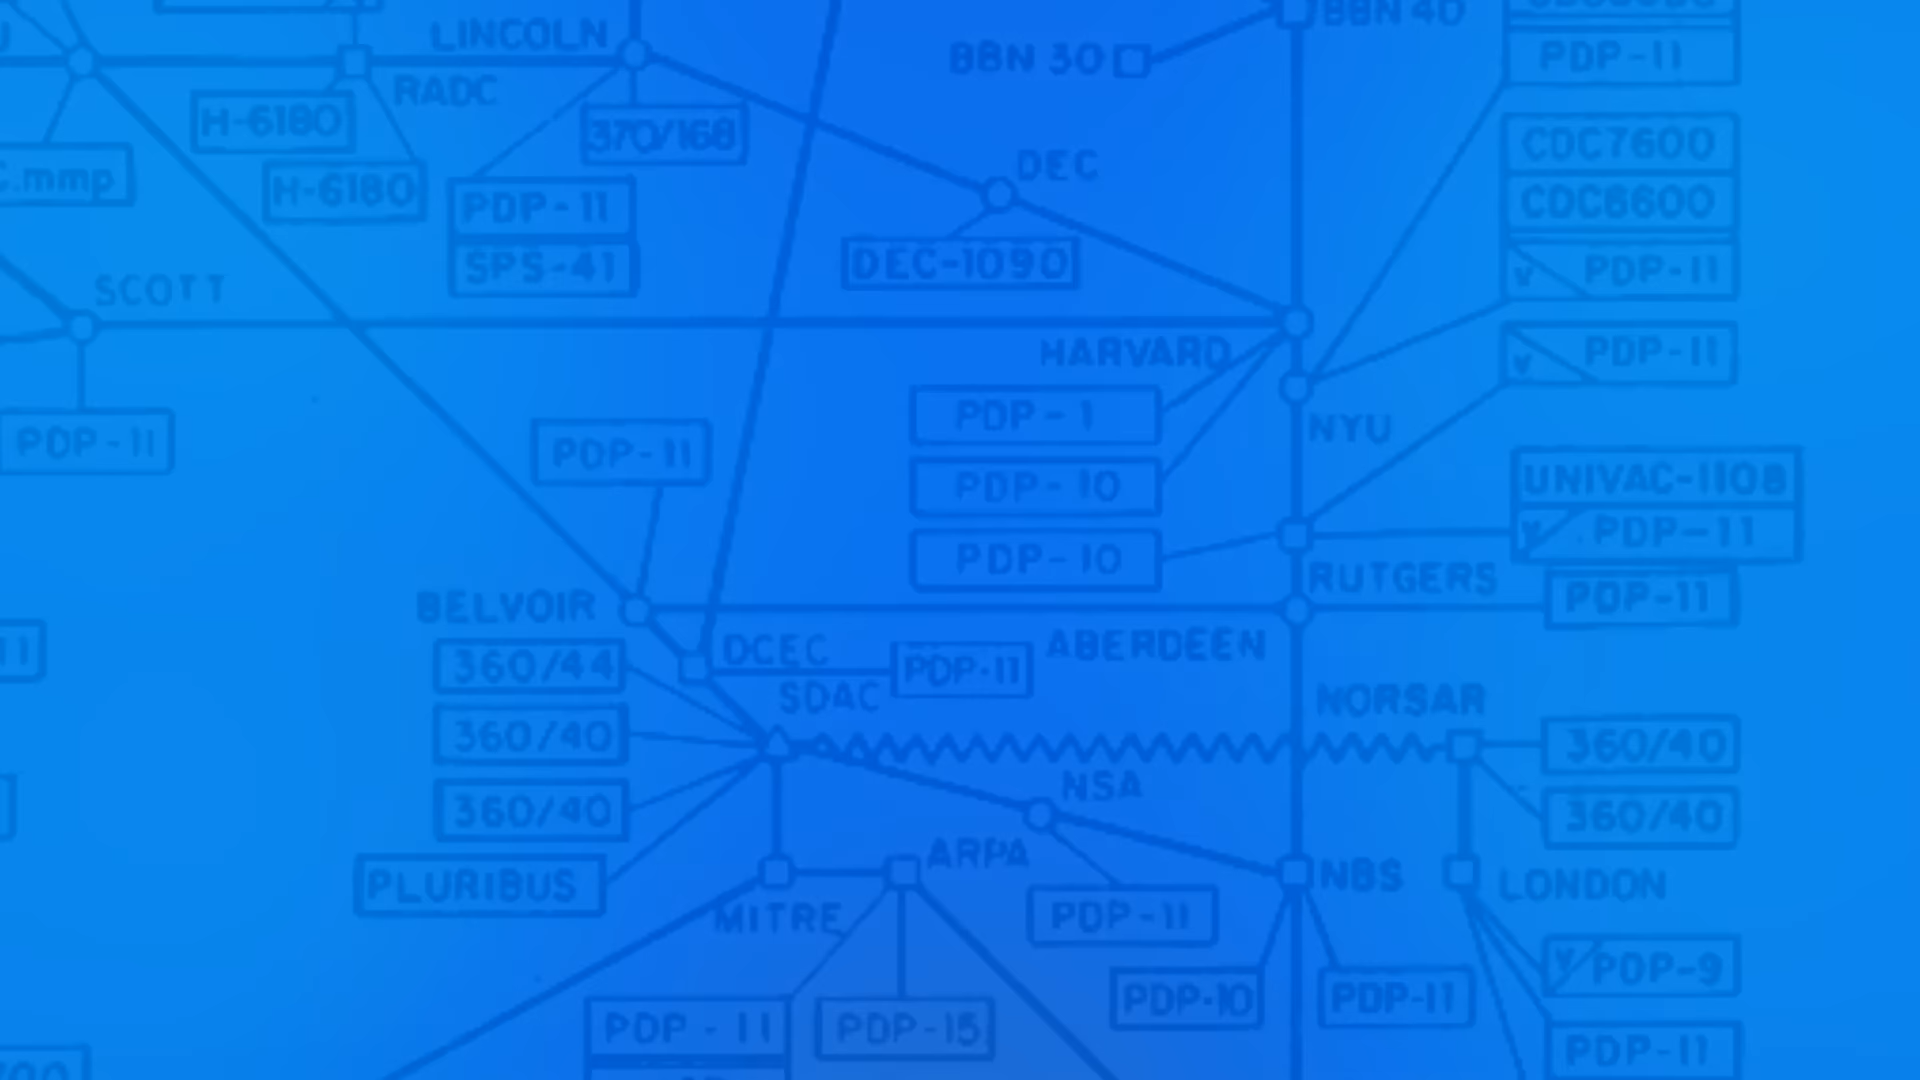 BBN 40
LINCOLN
BBN 30
PDP-11
RADC
H-6180
370/168
CDC7600
DEC
C.mmp
H-6180
PDP-11
CDC6600
SPS-41
DEC-1090
v PDP-11
SCOTT
HARVARD
v PDP-11
PDP-1
NYU
PDP-11
PDP-11
PDP-10
UNIVAC-1108
v PDP-11
PDP-10
RUTGERS
PDP-11
BELVOIR
ABERDEEN
11
DCEC
360/44
PDP-11
SDAC
NORSAR
360/40
360/40
NSA
360/40
360/40
ARPA
PLURIBUS
NBS
LONDON
MITRE
PDP-11
v PDP-9
PDP-10
PDP-11
PDP-11
PDP-15
PDP-11